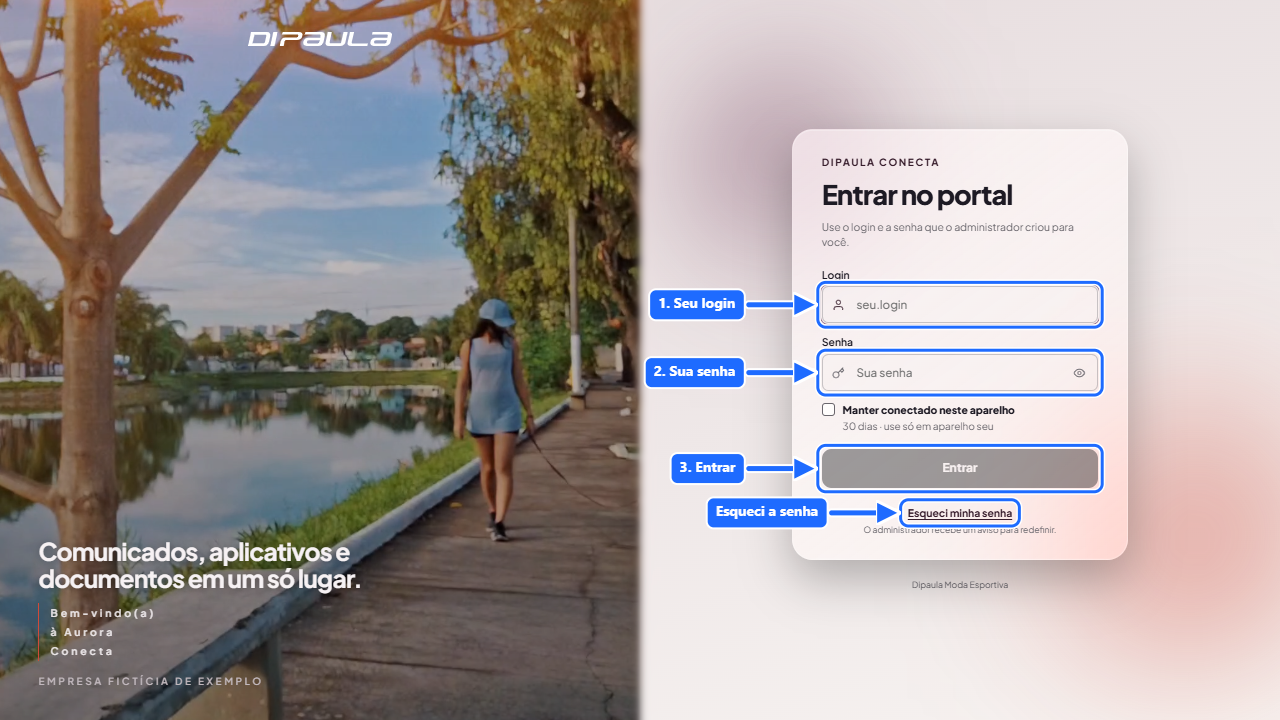 DIPAULA
Comunicados, aplicativos e
documentos em um só lugar.
Bem-vindo(a)
à Aurora
Conecta
EMPRESA FICTÍCIA DE EXEMPLO
DIPAULA CONECTA
Entrar no portal
Use o login e a senha que o administrador criou para
você.
Login
1. Seu login
seu.login
Senha
2. Sua senha
Sua senha
Manter conectado neste aparelho
30 dias · use só em aparelho seu
3. Entrar
Entrar
Esqueci a senha
Esqueci minha senha
O administrador recebe um aviso para redefinir.
Dipaula Moda Esportiva